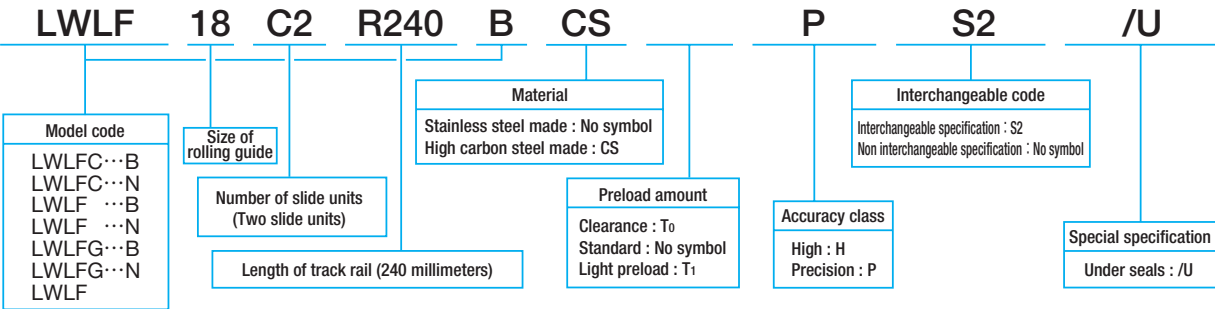 LWLF 18 C2 R240 B CS P S2 /U
Model code
LWLFC···B
LWLFC···N
LWLF ···B
LWLF ···N
LWLFG···B
LWLFG···N
LWLF
Size of
rolling guide
Number of slide units
(Two slide units)
Length of track rail (240 millimeters)
Material
Stainless steel made : No symbol
High carbon steel made : CS
Preload amount
Clearance : T0
Standard : No symbol
Light preload : T1
Accuracy class
High : H
Precision : P
Interchangeable code
Interchangeable specification : S2
Non interchangeable specification : No symbol
Special specification
Under seals : /U